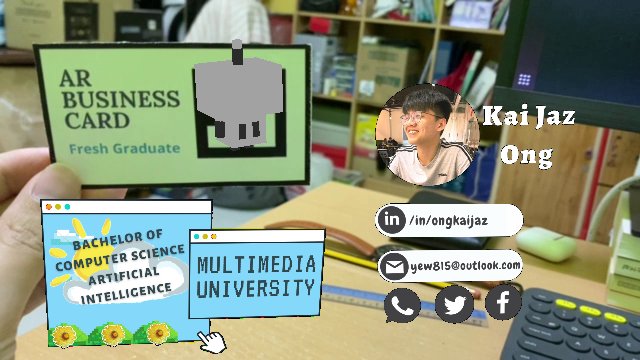 AR
BUSINESS
CARD
Fresh Graduate
Kai Jaz
Ong
in /in/ongkaijaz
yew815@outlook.com
BACHELOR OF
COMPUTER SCIENCE
ARTIFICIAL
INTELLIGENCE
MULTIMEDIA
UNIVERSITY